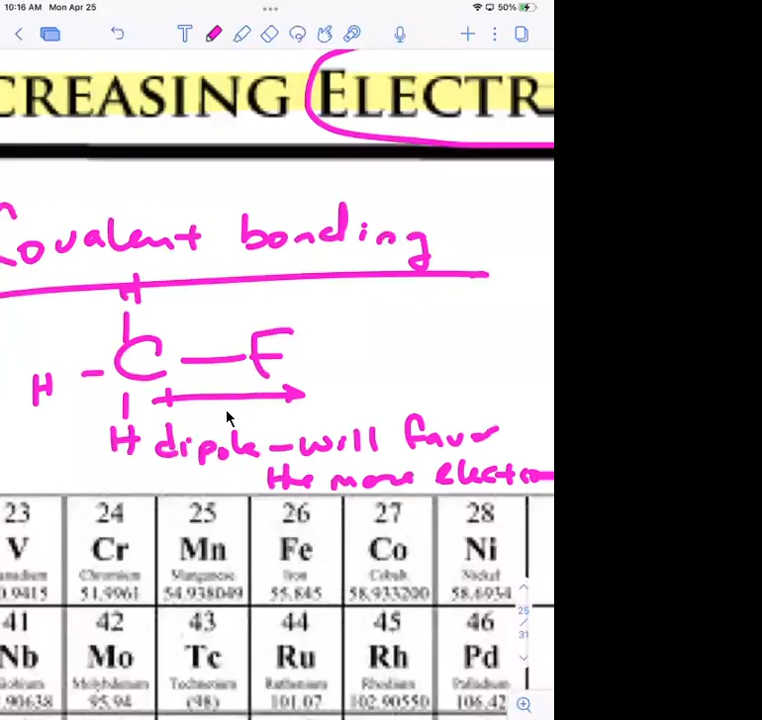 10:16 AM Mon Apr 25
50%
CREASING ELECTR
Covalent bonding
H
H - C — F
H dipole - will favor
the more electro
23 24 25 26 27 28
V Cr Mn Fe Co Ni
Chromium Manganese Iron Cobalt Nickel
51.9961 54.938049 55.845 58.933200 58.6934
41 42 43 44 45 46
Nb Mo Tc Ru Rh Pd
Molybdenum Technetium Ruthenium Rhodium Palladium
.90638 95.94 (98) 101.07 102.90550 106.42
25
31